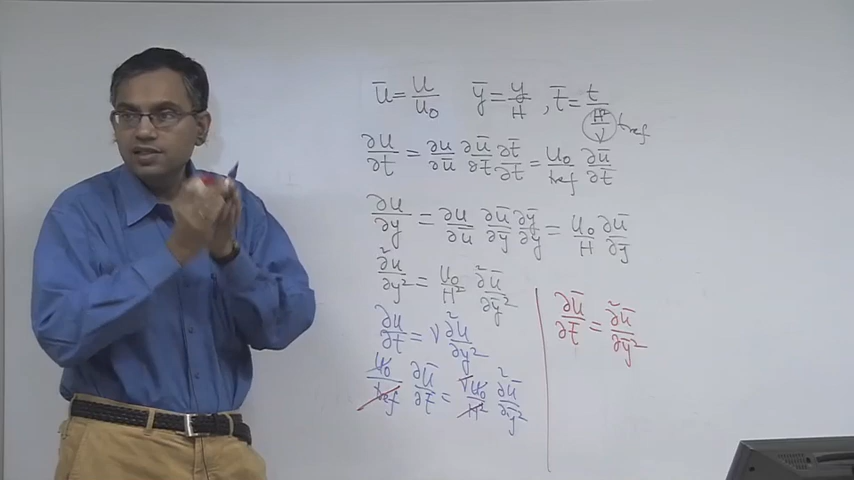 ū = u/u₀   ȳ = y/H , t̄ = t/(H²/ν) t_ref
∂u/∂t = ∂u/∂ū ∂ū/∂t̄ ∂t̄/∂t = u₀/t_ref ∂ū/∂t̄
∂u/∂y = ∂u/∂ū ∂ū/∂ȳ ∂ȳ/∂y = u₀/H ∂ū/∂ȳ
∂²u/∂y² = u₀/H² ∂²ū/∂ȳ²
∂u/∂t = ν ∂²u/∂y²
u₀/t_ref ∂ū/∂t̄ = νu₀/H² ∂²ū/∂ȳ²
∂ū/∂t̄ = ∂²ū/∂ȳ²